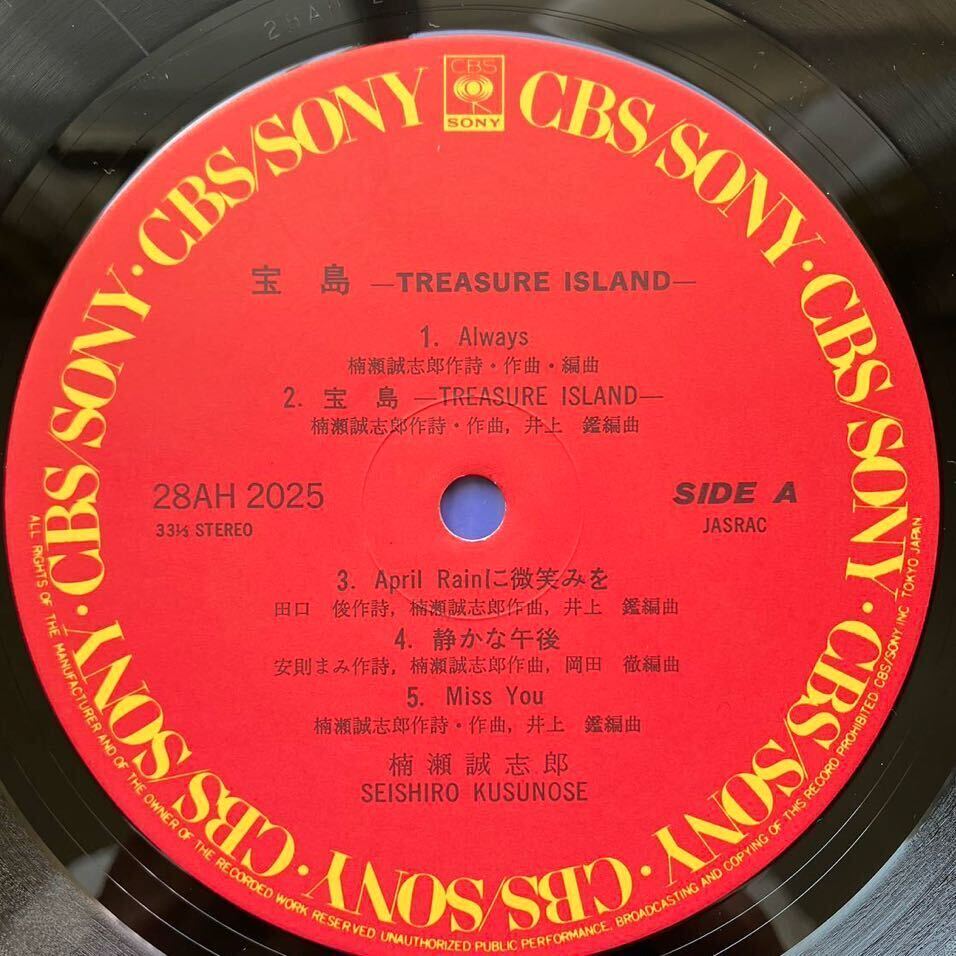 28AH 2
CBS
SONY
CBS/SONY · CBS/SONY · CBS/SONY · CBS/SONY · CBS/SONY · CBS/SONY · CBS/SONY · CBS/SONY · CBS/SONY
宝島 —TREASURE ISLAND—
1. Always
楠瀬誠志郎作詩・作曲・編曲
2. 宝島 —TREASURE ISLAND—
楠瀬誠志郎作詩・作曲, 井上 鑑編曲
28AH 2025
33⅓ STEREO
SIDE A
JASRAC
3. April Rainに微笑みを
田口 俊作詩, 楠瀬誠志郎作曲, 井上 鑑編曲
4. 静かな午後
安則まみ作詩, 楠瀬誠志郎作曲, 岡田 徹編曲
5. Miss You
楠瀬誠志郎作詩・作曲, 井上 鑑編曲
楠瀬誠志郎
SEISHIRO KUSUNOSE
ALL RIGHTS OF THE MANUFACTURER AND OF THE OWNER OF THE RECORDED WORK RESERVED. UNAUTHORIZED PUBLIC PERFORMANCE. BROADCASTING AND COPYING OF THIS RECORD PROHIBITED. CBS/SONY INC. TOKYO JAPAN